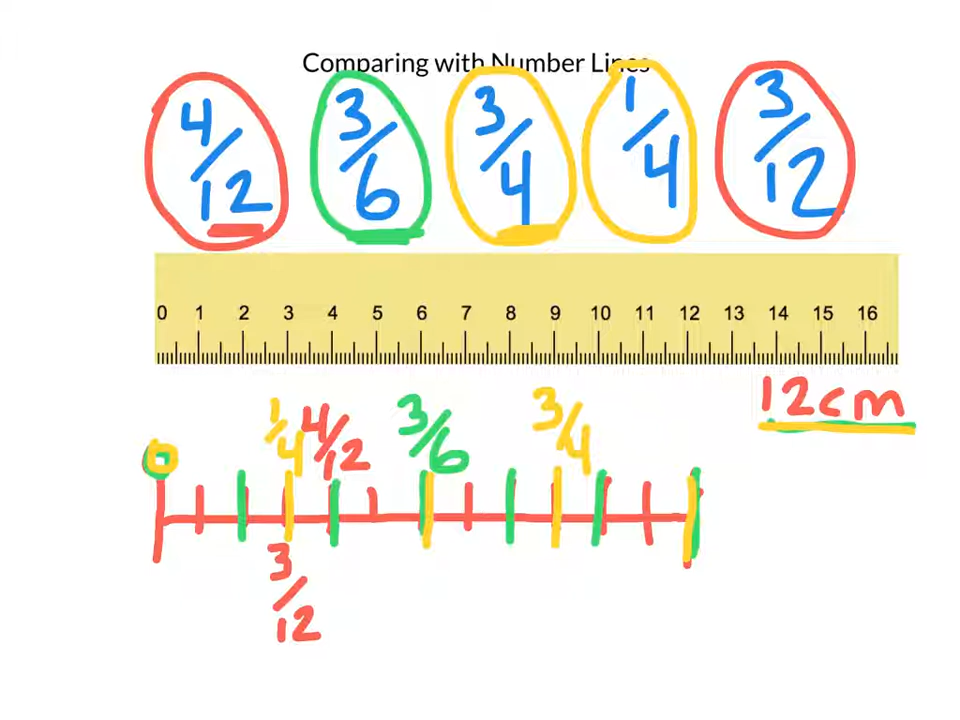 Comparing with Number Lines
4/12 3/6 3/4 1/4 3/12
0 1 2 3 4 5 6 7 8 9 10 11 12 13 14 15 16
12cm
0 1/4 4/12 3/6 3/4
3/12